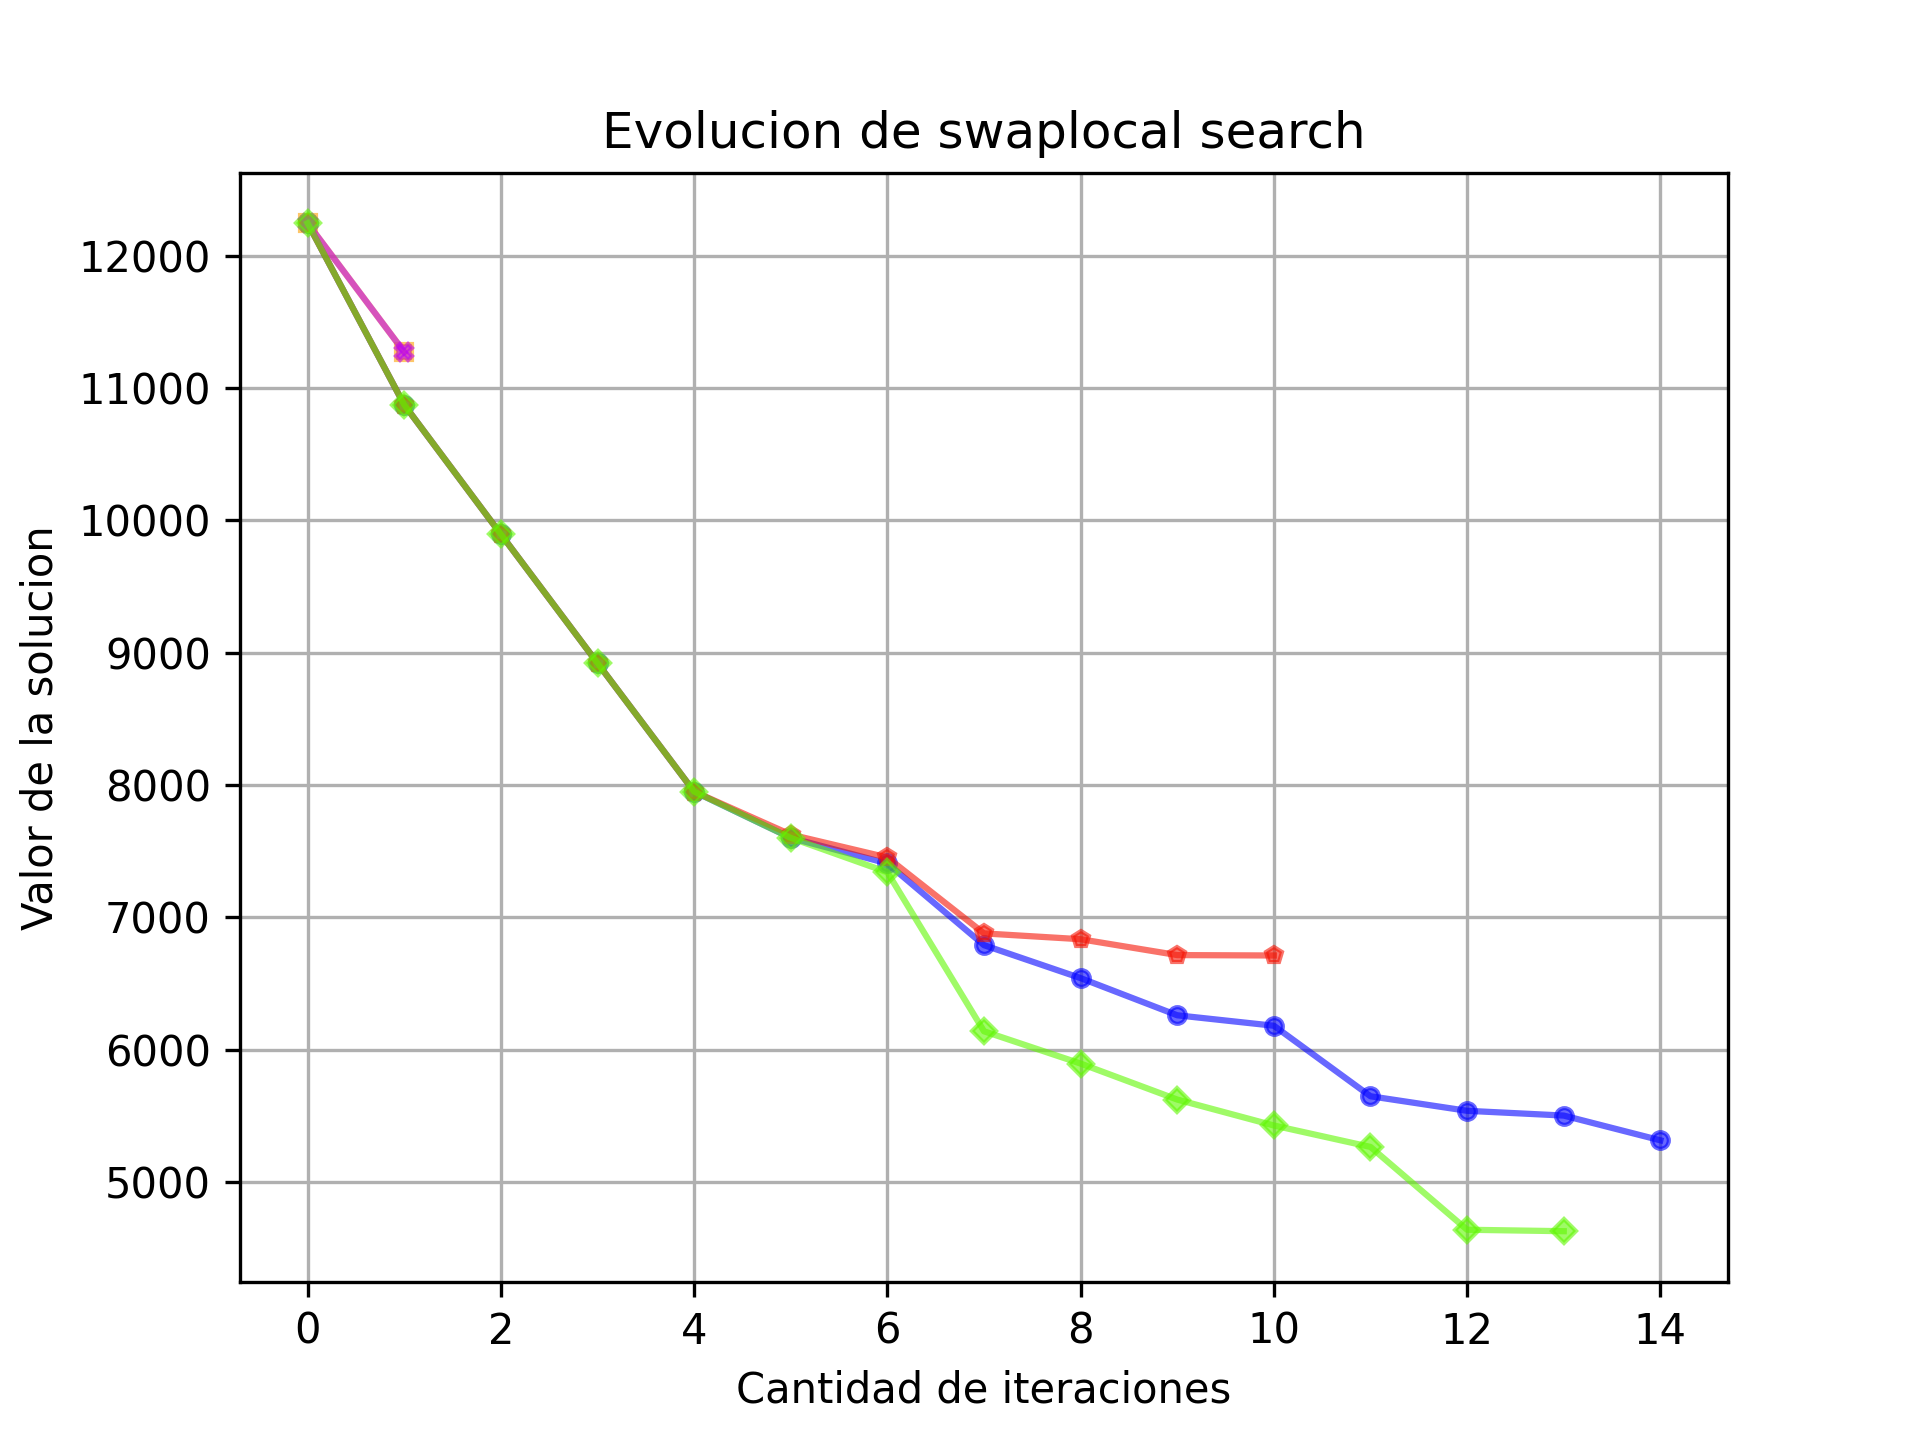 Evolucion de swaplocal search
Valor de la solucion
12000
11000
10000
9000
8000
7000
6000
5000
0 2 4 6 8 10 12 14
Cantidad de iteraciones